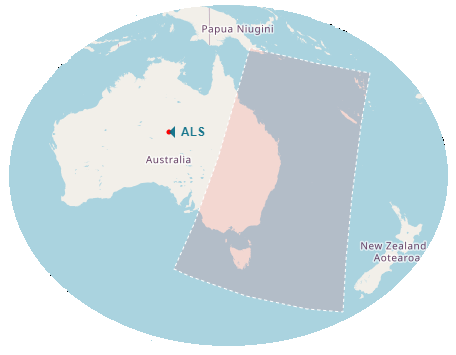 Papua Niugini
ALS
Australia
New Zealand
Aotearoa